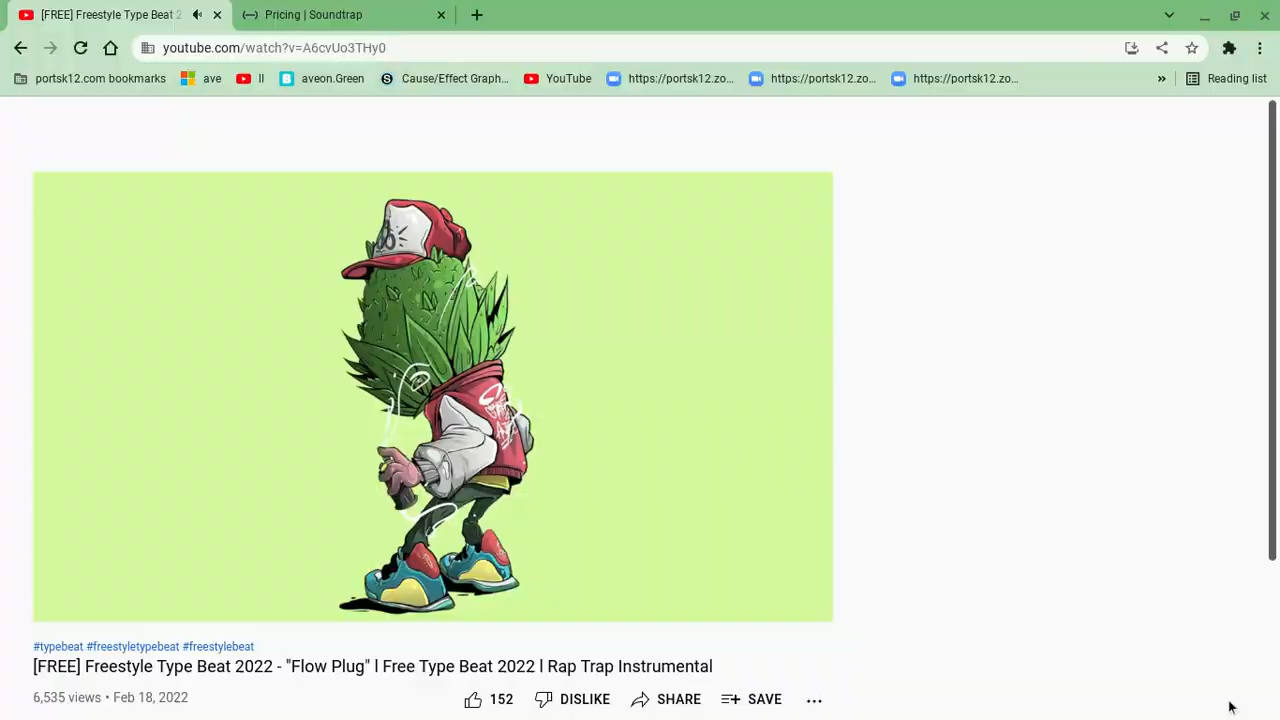 [FREE] Freestyle Type Beat 2
Pricing | Soundtrap
youtube.com/watch?v=A6cvUo3THy0
portsk12.com bookmarks
ave
II
aveon.Green
Cause/Effect Graph...
YouTube
https://portsk12.zo...
https://portsk12.zo...
https://portsk12.zo...
»
Reading list
#typebeat #freestyletypebeat #freestylebeat
[FREE] Freestyle Type Beat 2022 - "Flow Plug" l Free Type Beat 2022 l Rap Trap Instrumental
6,535 views • Feb 18, 2022
152
DISLIKE
SHARE
SAVE